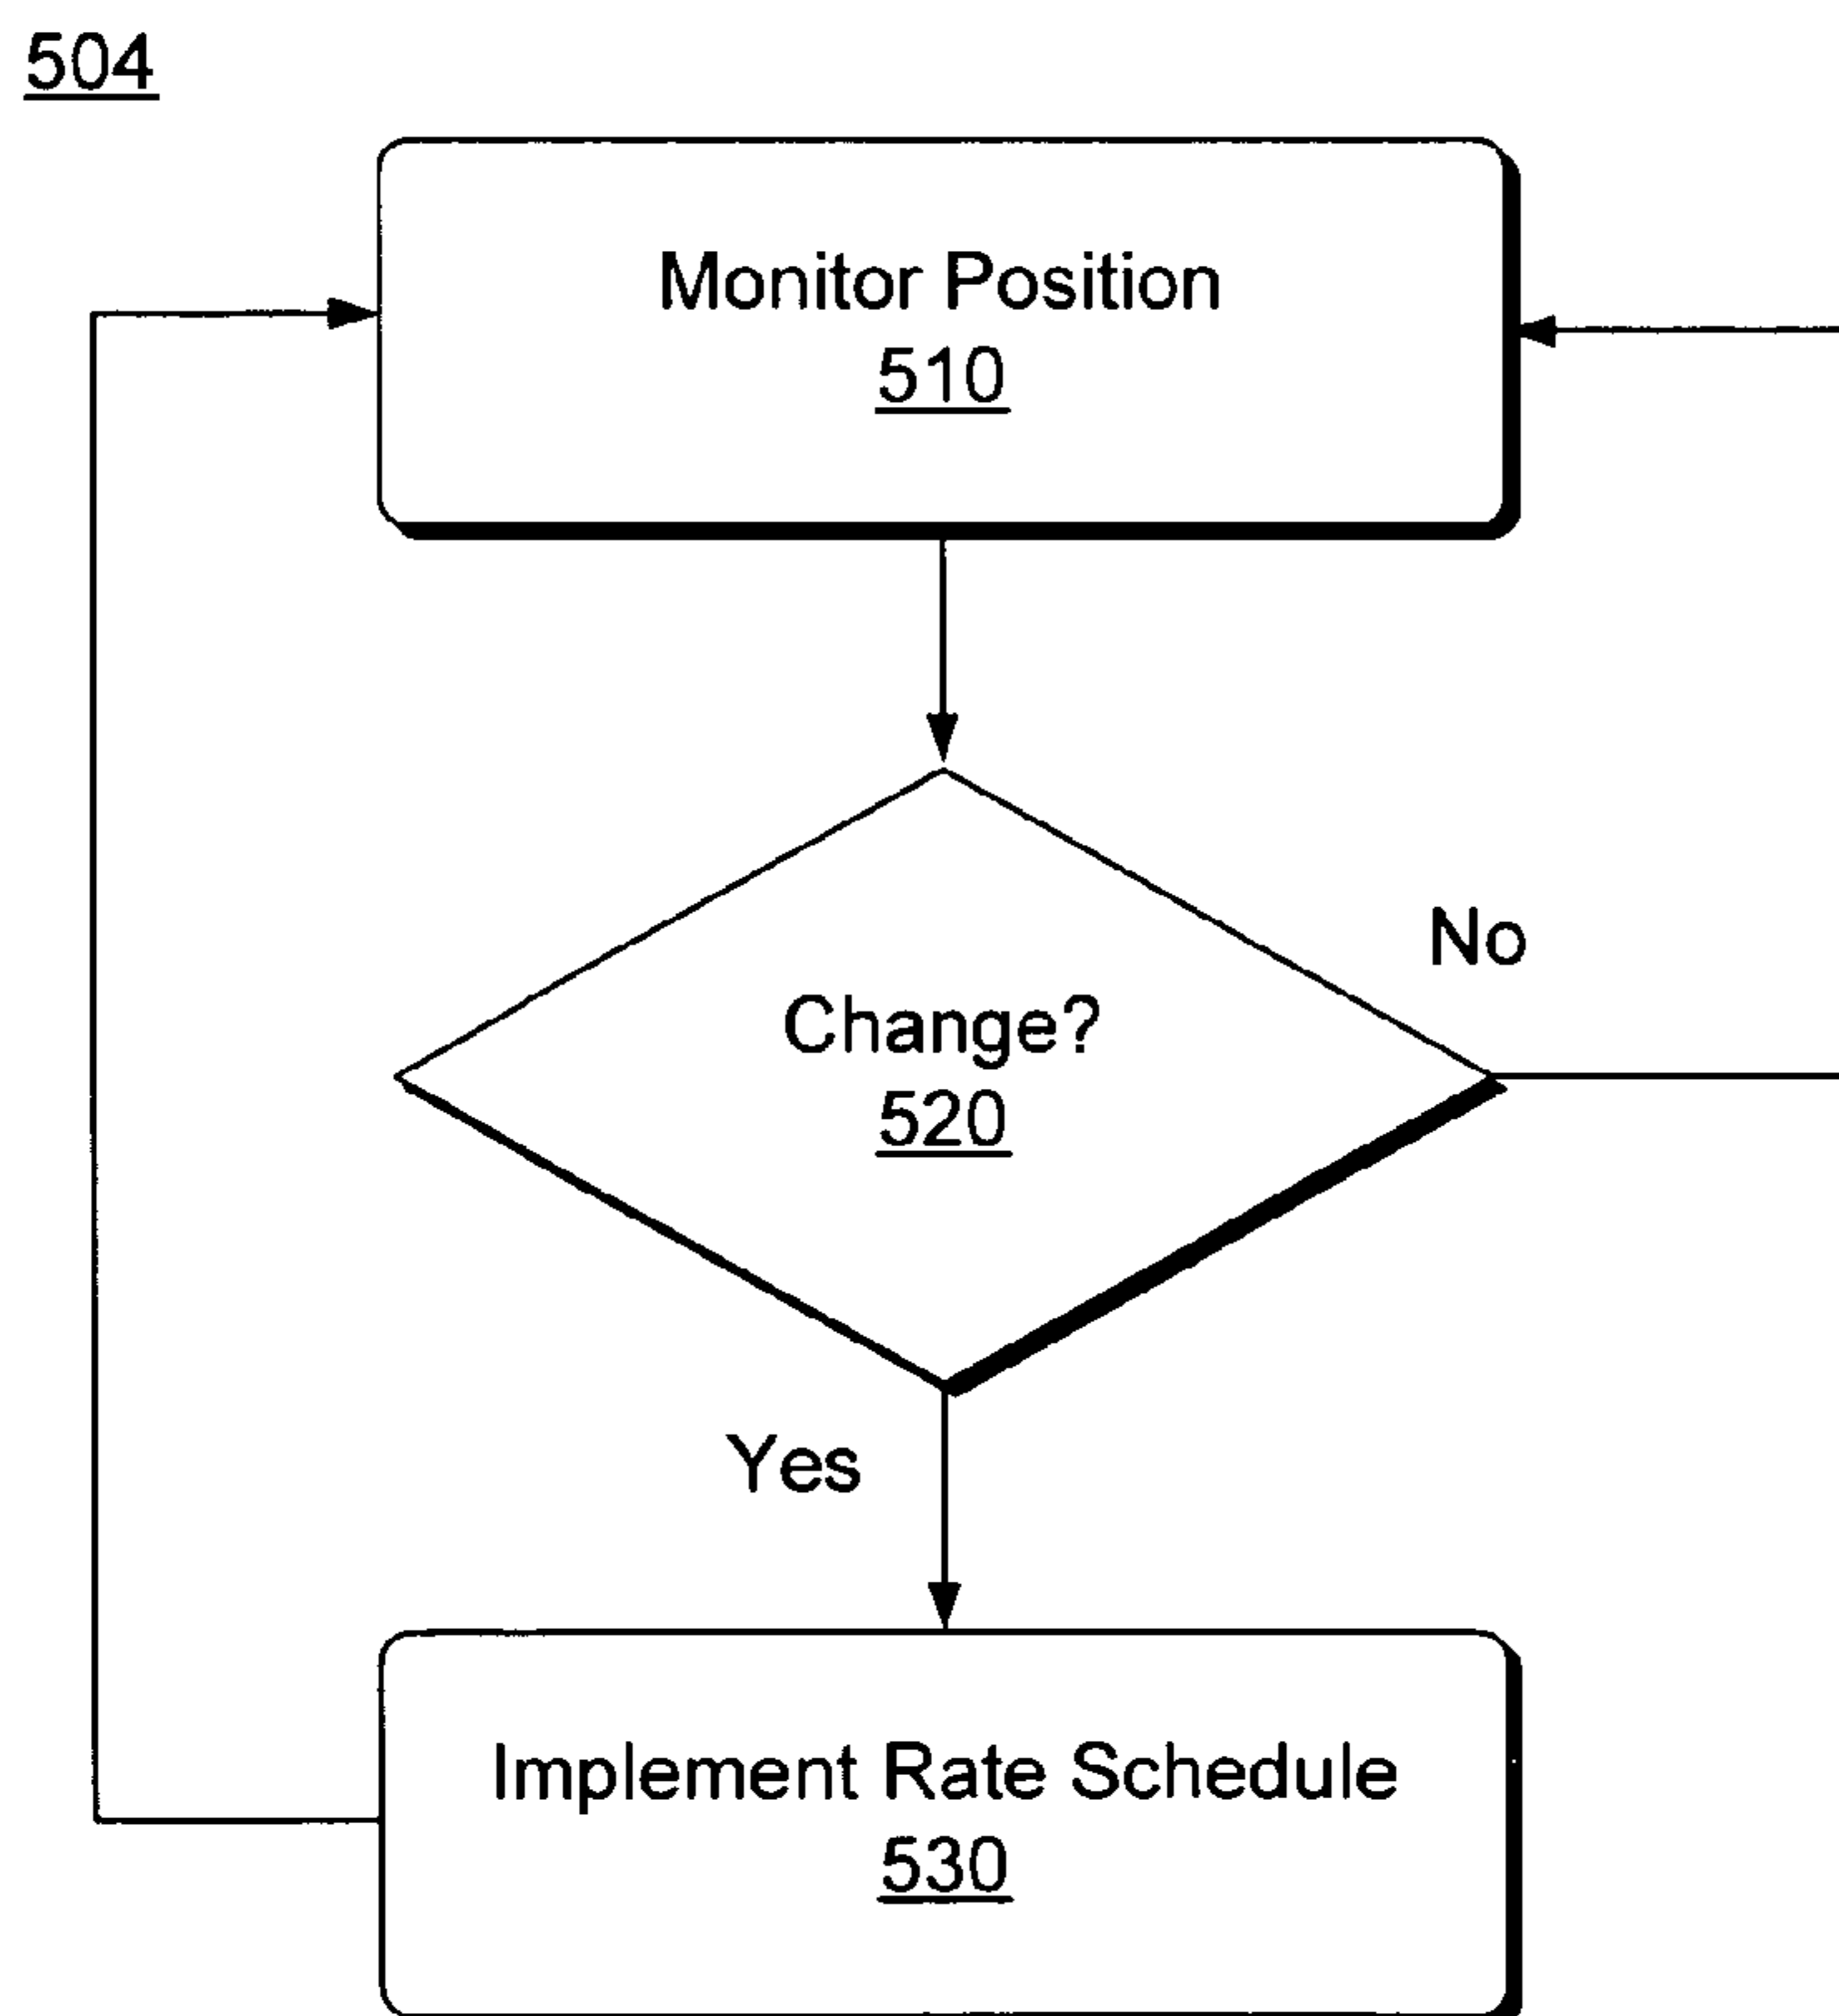 504
Monitor Position
510
No
Change?
520
Yes
Implement Rate Schedule
530